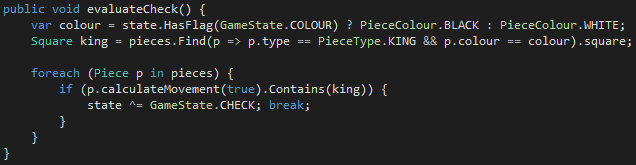 public void evaluateCheck() {
    var colour = state.HasFlag(GameState.COLOUR) ? PieceColour.BLACK : PieceColour.WHITE;
    Square king = pieces.Find(p => p.type == PieceType.KING && p.colour == colour).square;

    foreach (Piece p in pieces) {
        if (p.calculateMovement(true).Contains(king)) {
            state ^= GameState.CHECK; break;
        }
    }
}